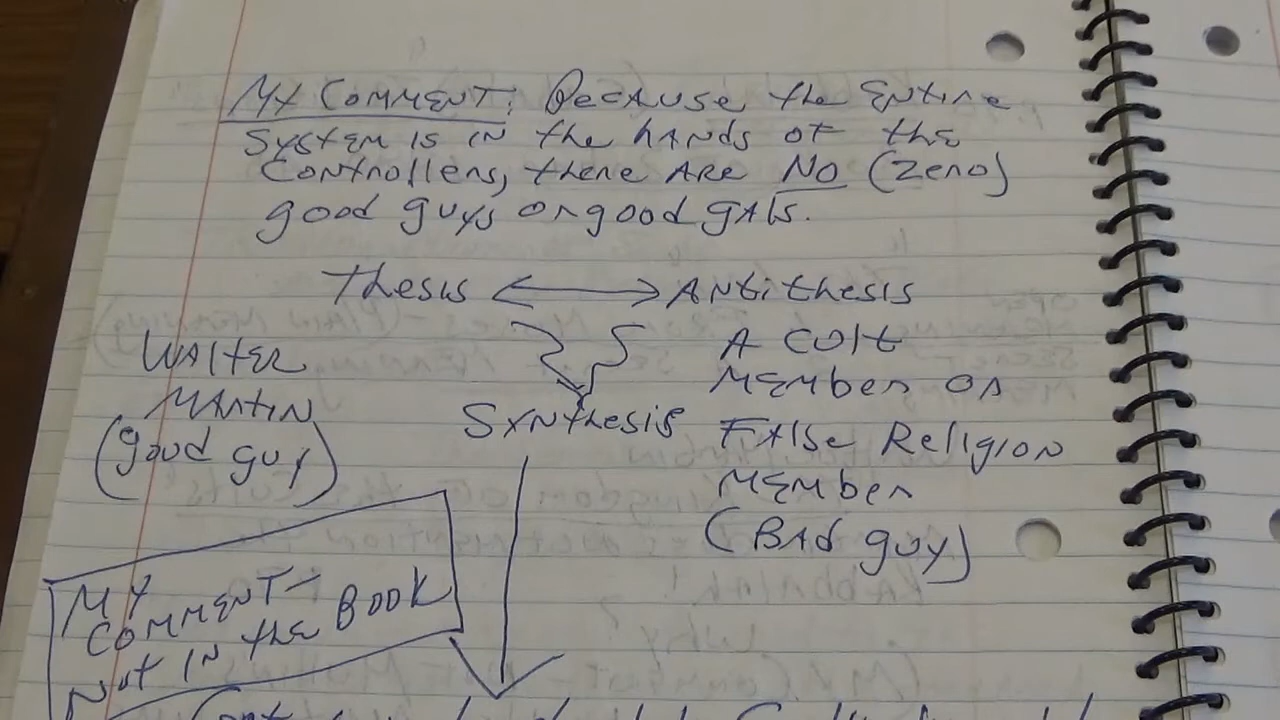 MY COMMENT: BECAUSE the ENTIRE
SYSTEM IS IN the HANDS OF the
CONTROllERS, there ARE NO (ZERO)
good guys or good gAls.
Thesis ANtithesis
WAlTER
MARtIN
(good guy)
SYNthesis
A CUlt
MEMber OR
FAlse Religion
MEMber
(BAd guy)
MY
COMMENT-
Not IN the BOOK